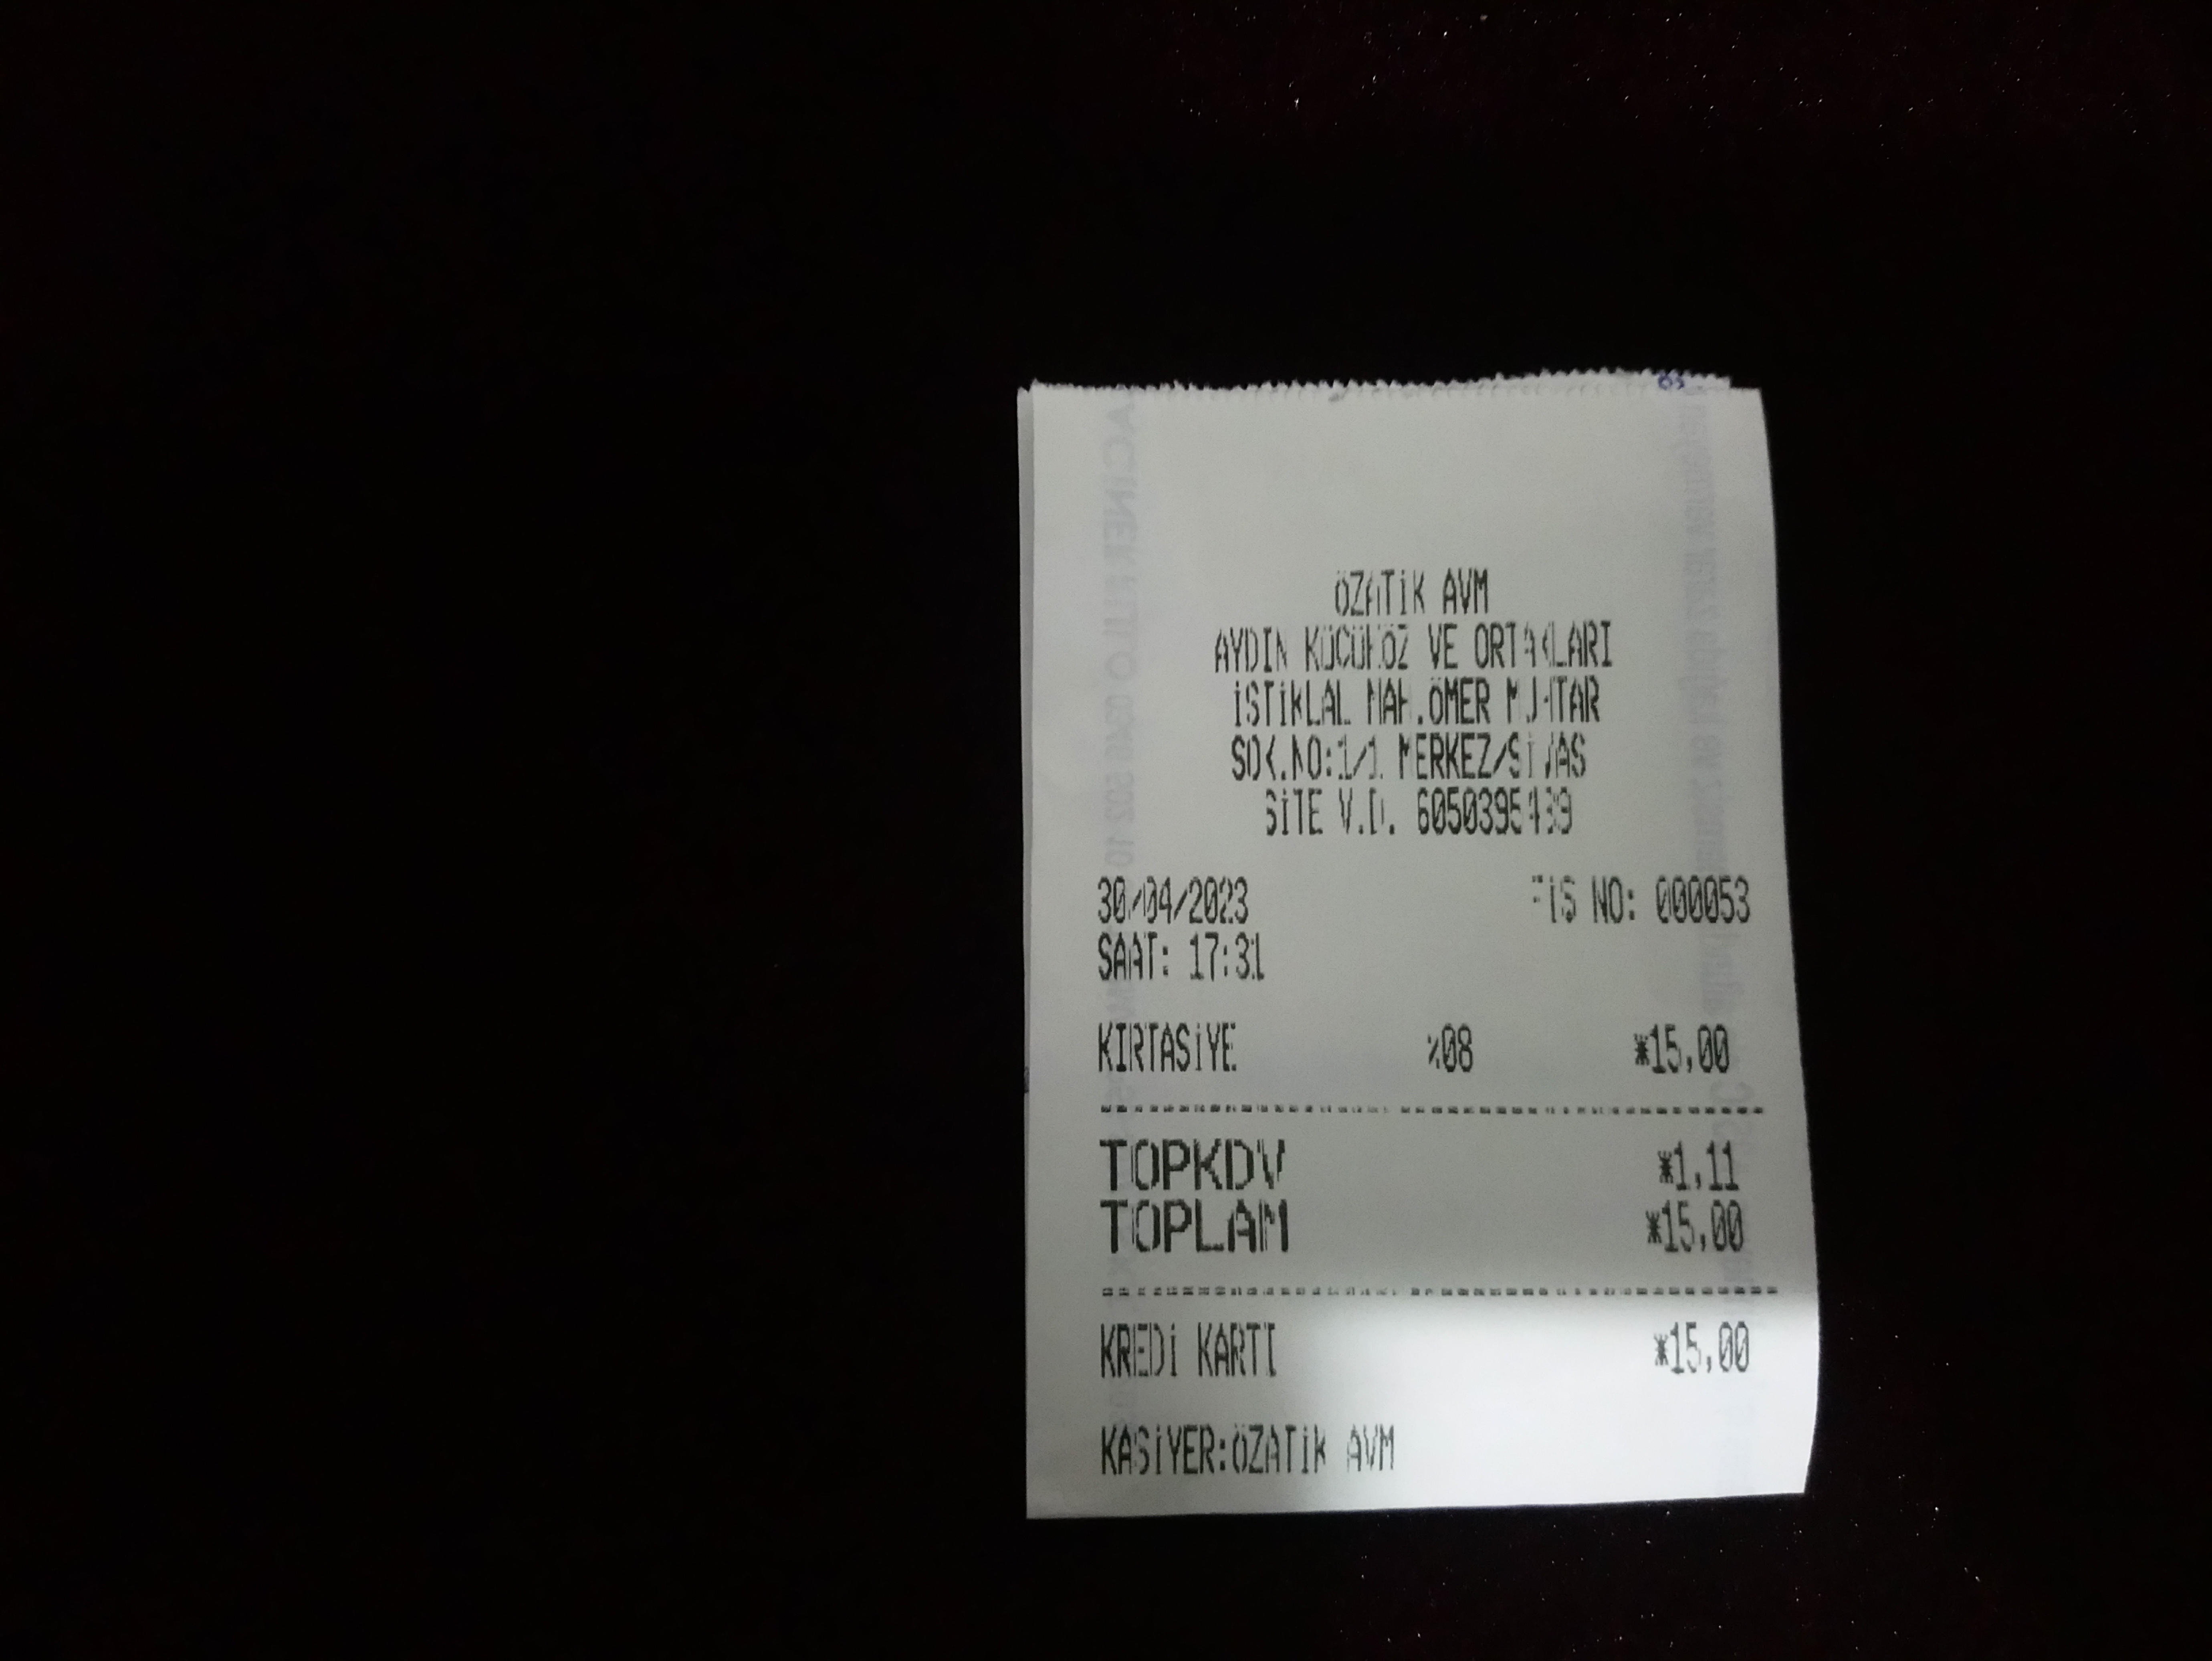 ÖZATİK AVM
AYDIN KÜÇÜKÖZ VE ORTAKLARI
İSTİKLAL MAH.ÖMER MUHTAR
SOK.NO:1/1 MERKEZ/SİVAS
SİTE V.D. 6050395439
30/04/2023 FİŞ NO: 000053
SAAT: 17:31
KIRTASİYE %08 *15,00
TOPKDV *1,11
TOPLAM *15,00
KREDİ KARTI *15,00
KASİYER:ÖZATİK AVM